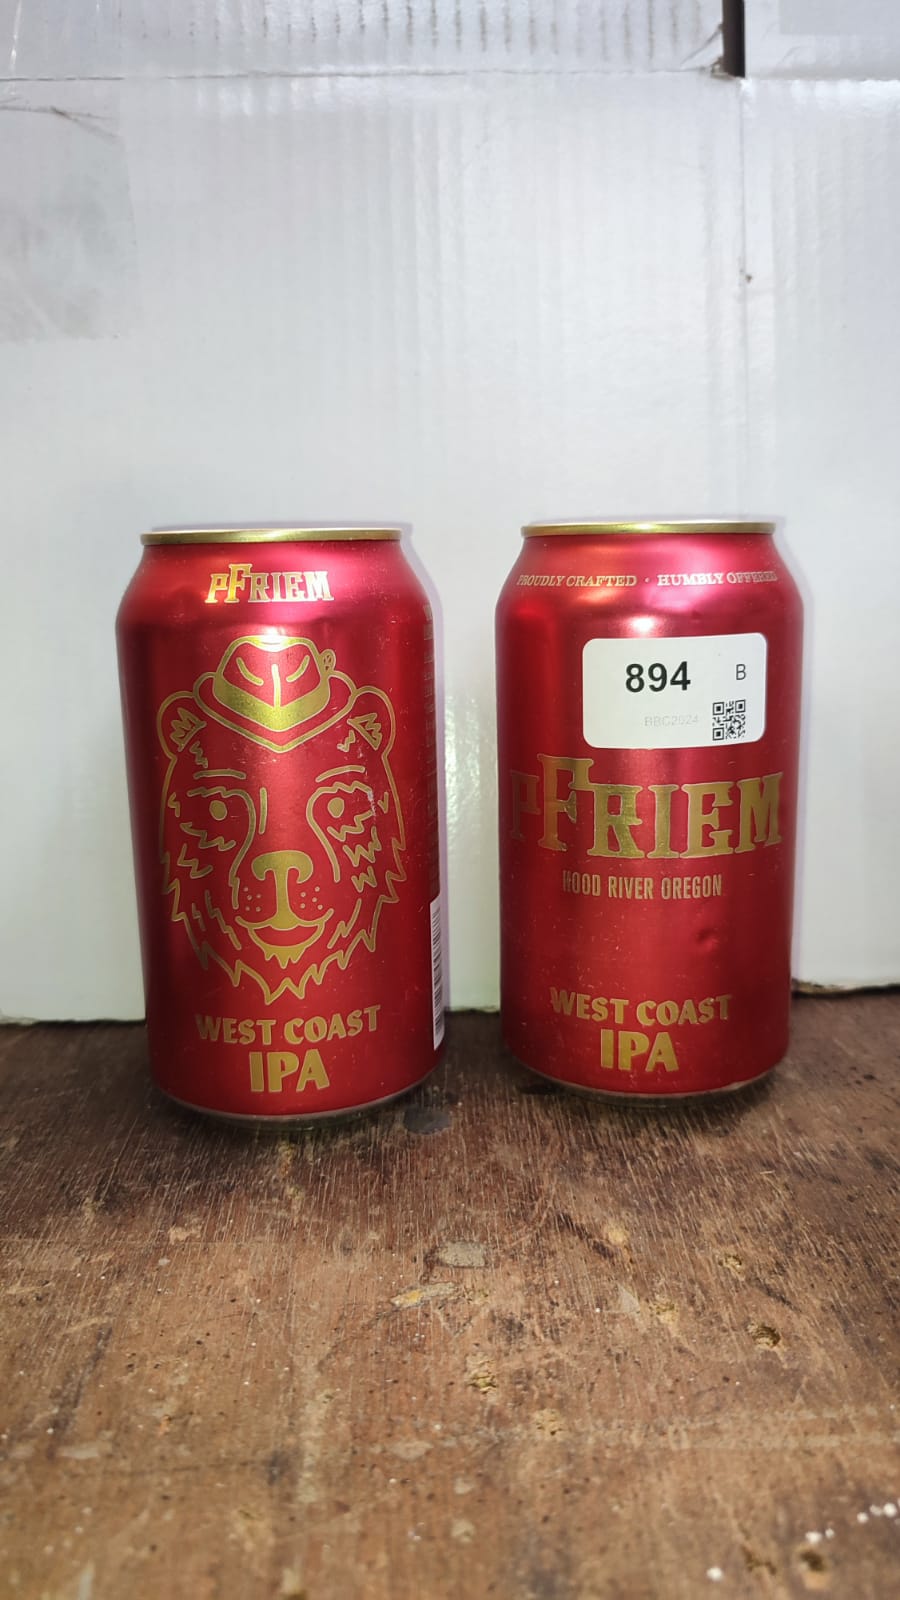 PFRIEM
WEST COAST
IPA
PROUDLY CRAFTED · HUMBLY OFFERED
894 B
BBC2024
PFRIEM
HOOD RIVER OREGON
WEST COAST
IPA